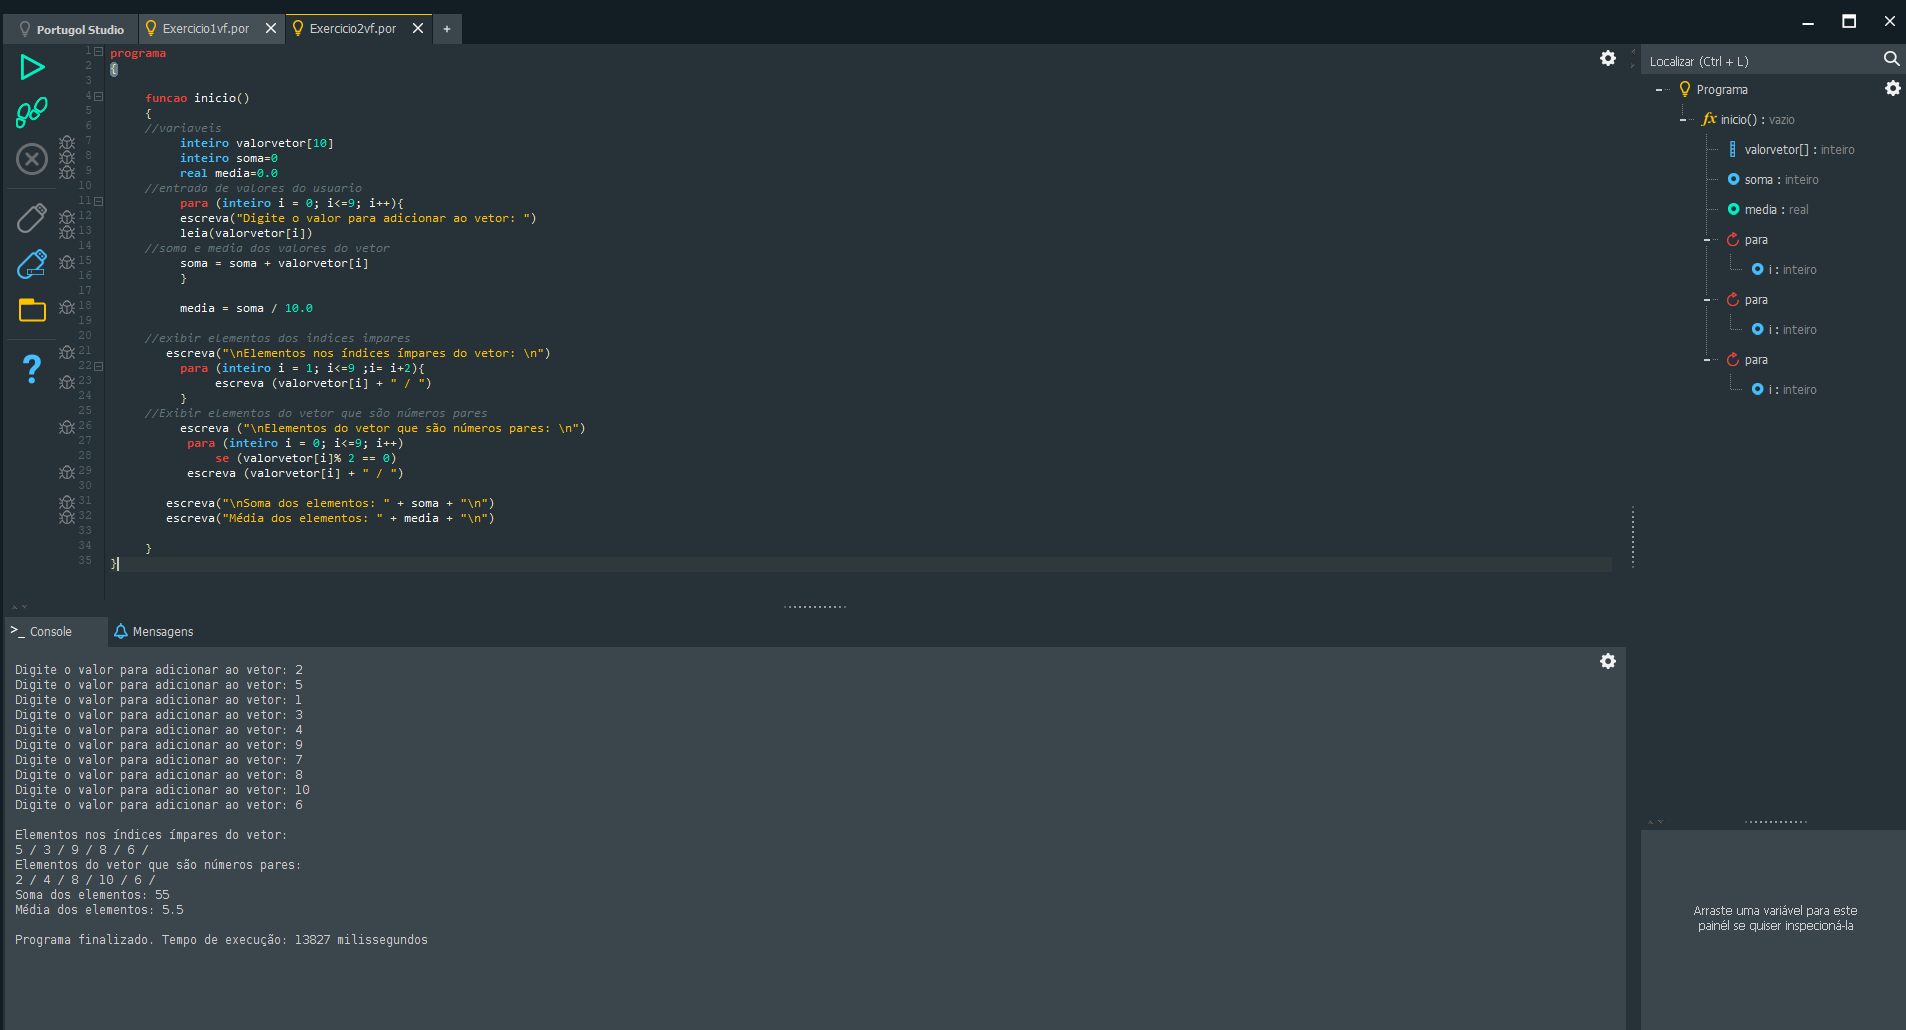 Portugol Studio
Exercicio1vf.por
Exercicio2vf.por
+
1 programa
2 {
3
4 funcao inicio()
5 {
6 //variaveis
7 inteiro valorvetor[10]
8 inteiro soma=0
9 real media=0.0
10 //entrada de valores do usuario
11 para (inteiro i = 0; i<=9; i++){
12 escreva("Digite o valor para adicionar ao vetor: ")
13 leia(valorvetor[i])
14 //soma e media dos valores do vetor
15 soma = soma + valorvetor[i]
16 }
17
18 media = soma / 10.0
19
20 //exibir elementos dos indices impares
21 escreva("\nElementos nos índices ímpares do vetor: \n")
22 para (inteiro i = 1; i<=9 ;i= i+2){
23 escreva (valorvetor[i] + " / ")
24 }
25 //Exibir elementos do vetor que são números pares
26 escreva ("\nElementos do vetor que são números pares: \n")
27 para (inteiro i = 0; i<=9; i++)
28 se (valorvetor[i]% 2 == 0)
29 escreva (valorvetor[i] + " / ")
30
31 escreva("\nSoma dos elementos: " + soma + "\n")
32 escreva("Média dos elementos: " + media + "\n")
33
34 }
35 }
Localizar (Ctrl + L)
Programa
fx inicio() : vazio
valorvetor[] : inteiro
soma : inteiro
media : real
para
i : inteiro
para
i : inteiro
para
i : inteiro
>_ Console
Mensagens
Digite o valor para adicionar ao vetor: 2
Digite o valor para adicionar ao vetor: 5
Digite o valor para adicionar ao vetor: 1
Digite o valor para adicionar ao vetor: 3
Digite o valor para adicionar ao vetor: 4
Digite o valor para adicionar ao vetor: 9
Digite o valor para adicionar ao vetor: 7
Digite o valor para adicionar ao vetor: 8
Digite o valor para adicionar ao vetor: 10
Digite o valor para adicionar ao vetor: 6
Elementos nos índices ímpares do vetor:
5 / 3 / 9 / 8 / 6 /
Elementos do vetor que são números pares:
2 / 4 / 8 / 10 / 6 /
Soma dos elementos: 55
Média dos elementos: 5.5
Programa finalizado. Tempo de execução: 13827 milissegundos
Arraste uma variável para este
painél se quiser inspecioná-la